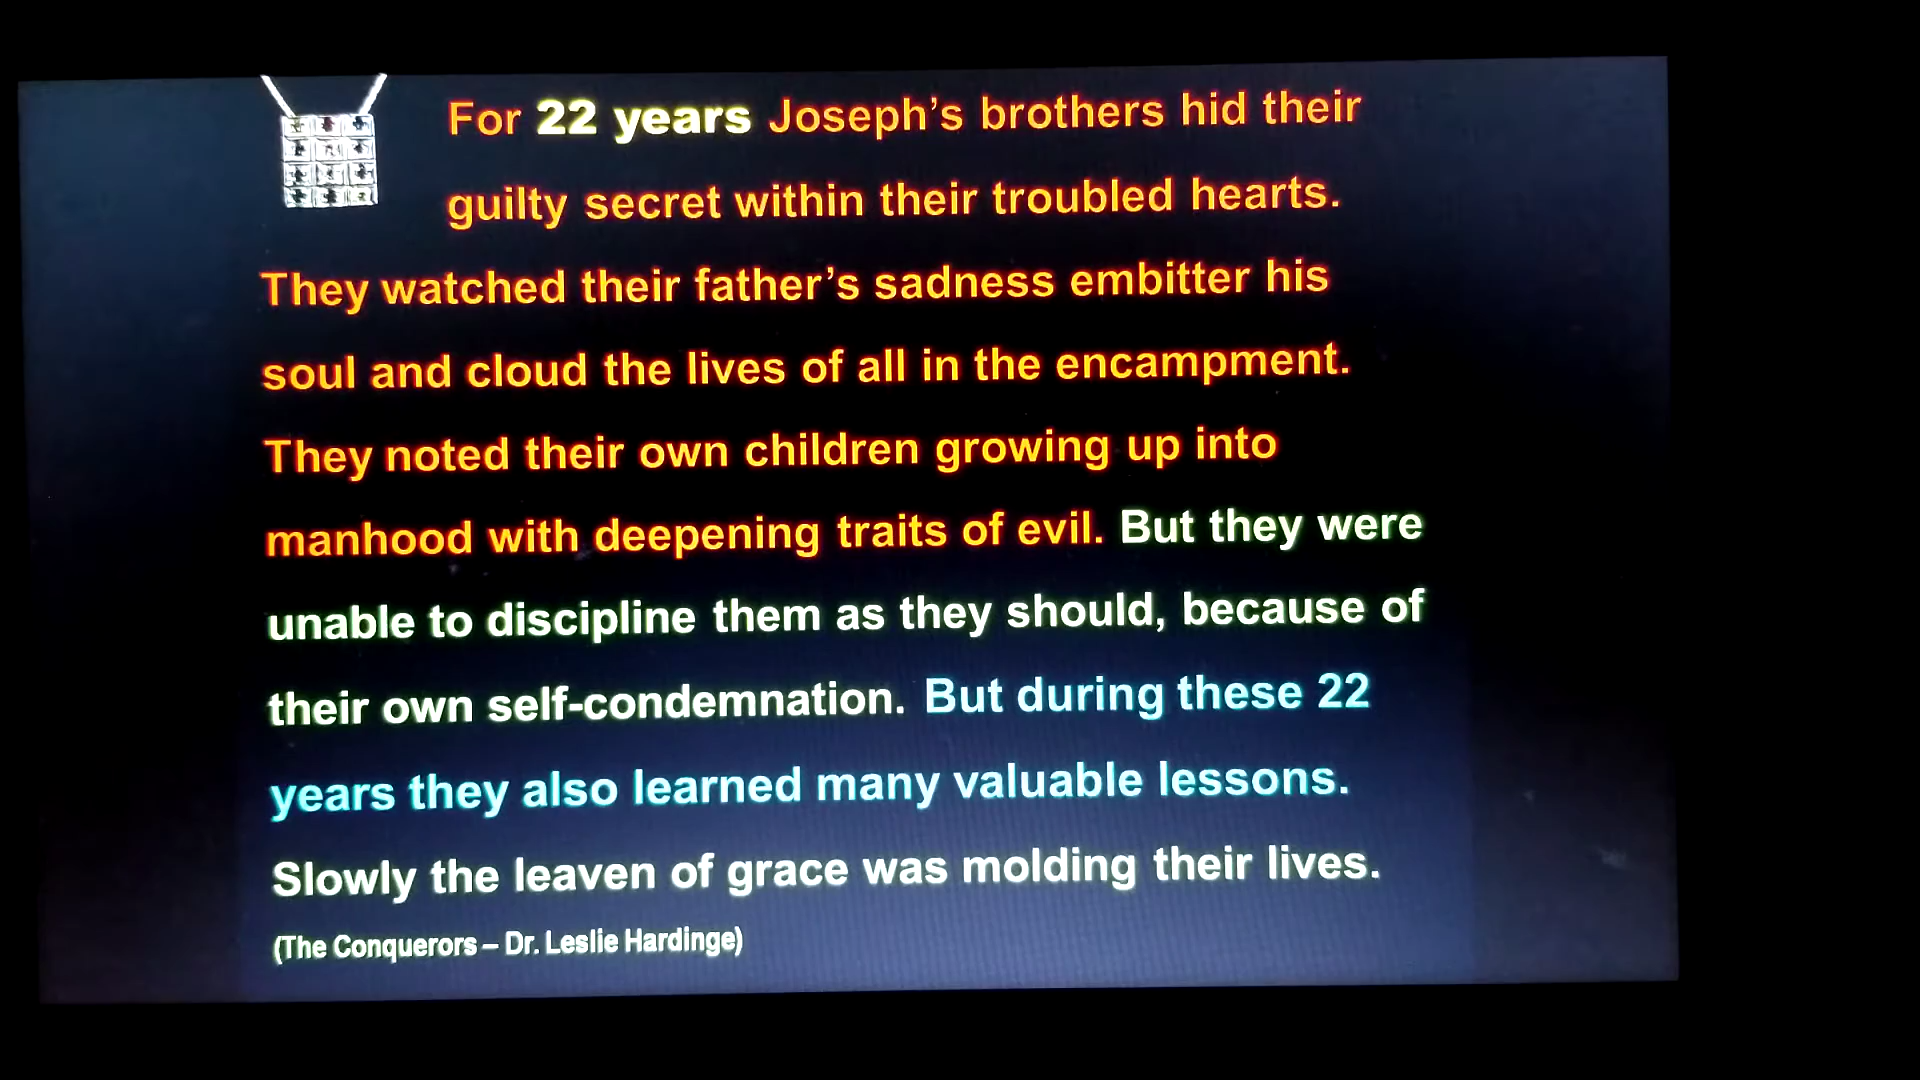 For 22 years Joseph’s brothers hid their
guilty secret within their troubled hearts.
They watched their father’s sadness embitter his
soul and cloud the lives of all in the encampment.
They noted their own children growing up into
manhood with deepening traits of evil. But they were
unable to discipline them as they should, because of
their own self-condemnation. But during these 22
years they also learned many valuable lessons.
Slowly the leaven of grace was molding their lives.
(The Conquerors – Dr. Leslie Hardinge)